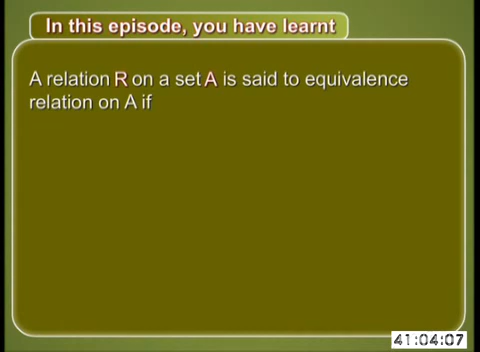 In this episode, you have learnt
A relation R on a set A is said to equivalence
relation on A if
41:04:07